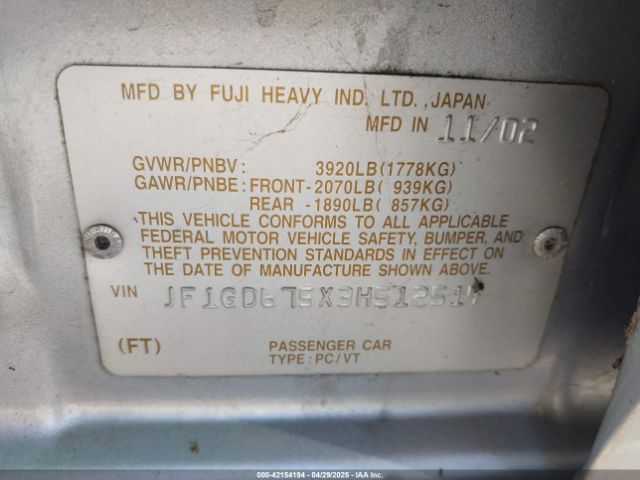 MFD BY FUJI HEAVY IND. LTD., JAPAN
MFD IN 11/02
GVWR/PNBV: 3920LB(1778KG)
GAWR/PNBE: FRONT-2070LB( 939KG)
REAR -1890LB( 857KG)
THIS VEHICLE CONFORMS TO ALL APPLICABLE
FEDERAL MOTOR VEHICLE SAFETY, BUMPER, AND
THEFT PREVENTION STANDARDS IN EFFECT ON
THE DATE OF MANUFACTURE SHOWN ABOVE.
VIN
(FT) PASSENGER CAR
TYPE : PC/VT
000-42154194 - 04/29/2025 - IAA Inc.